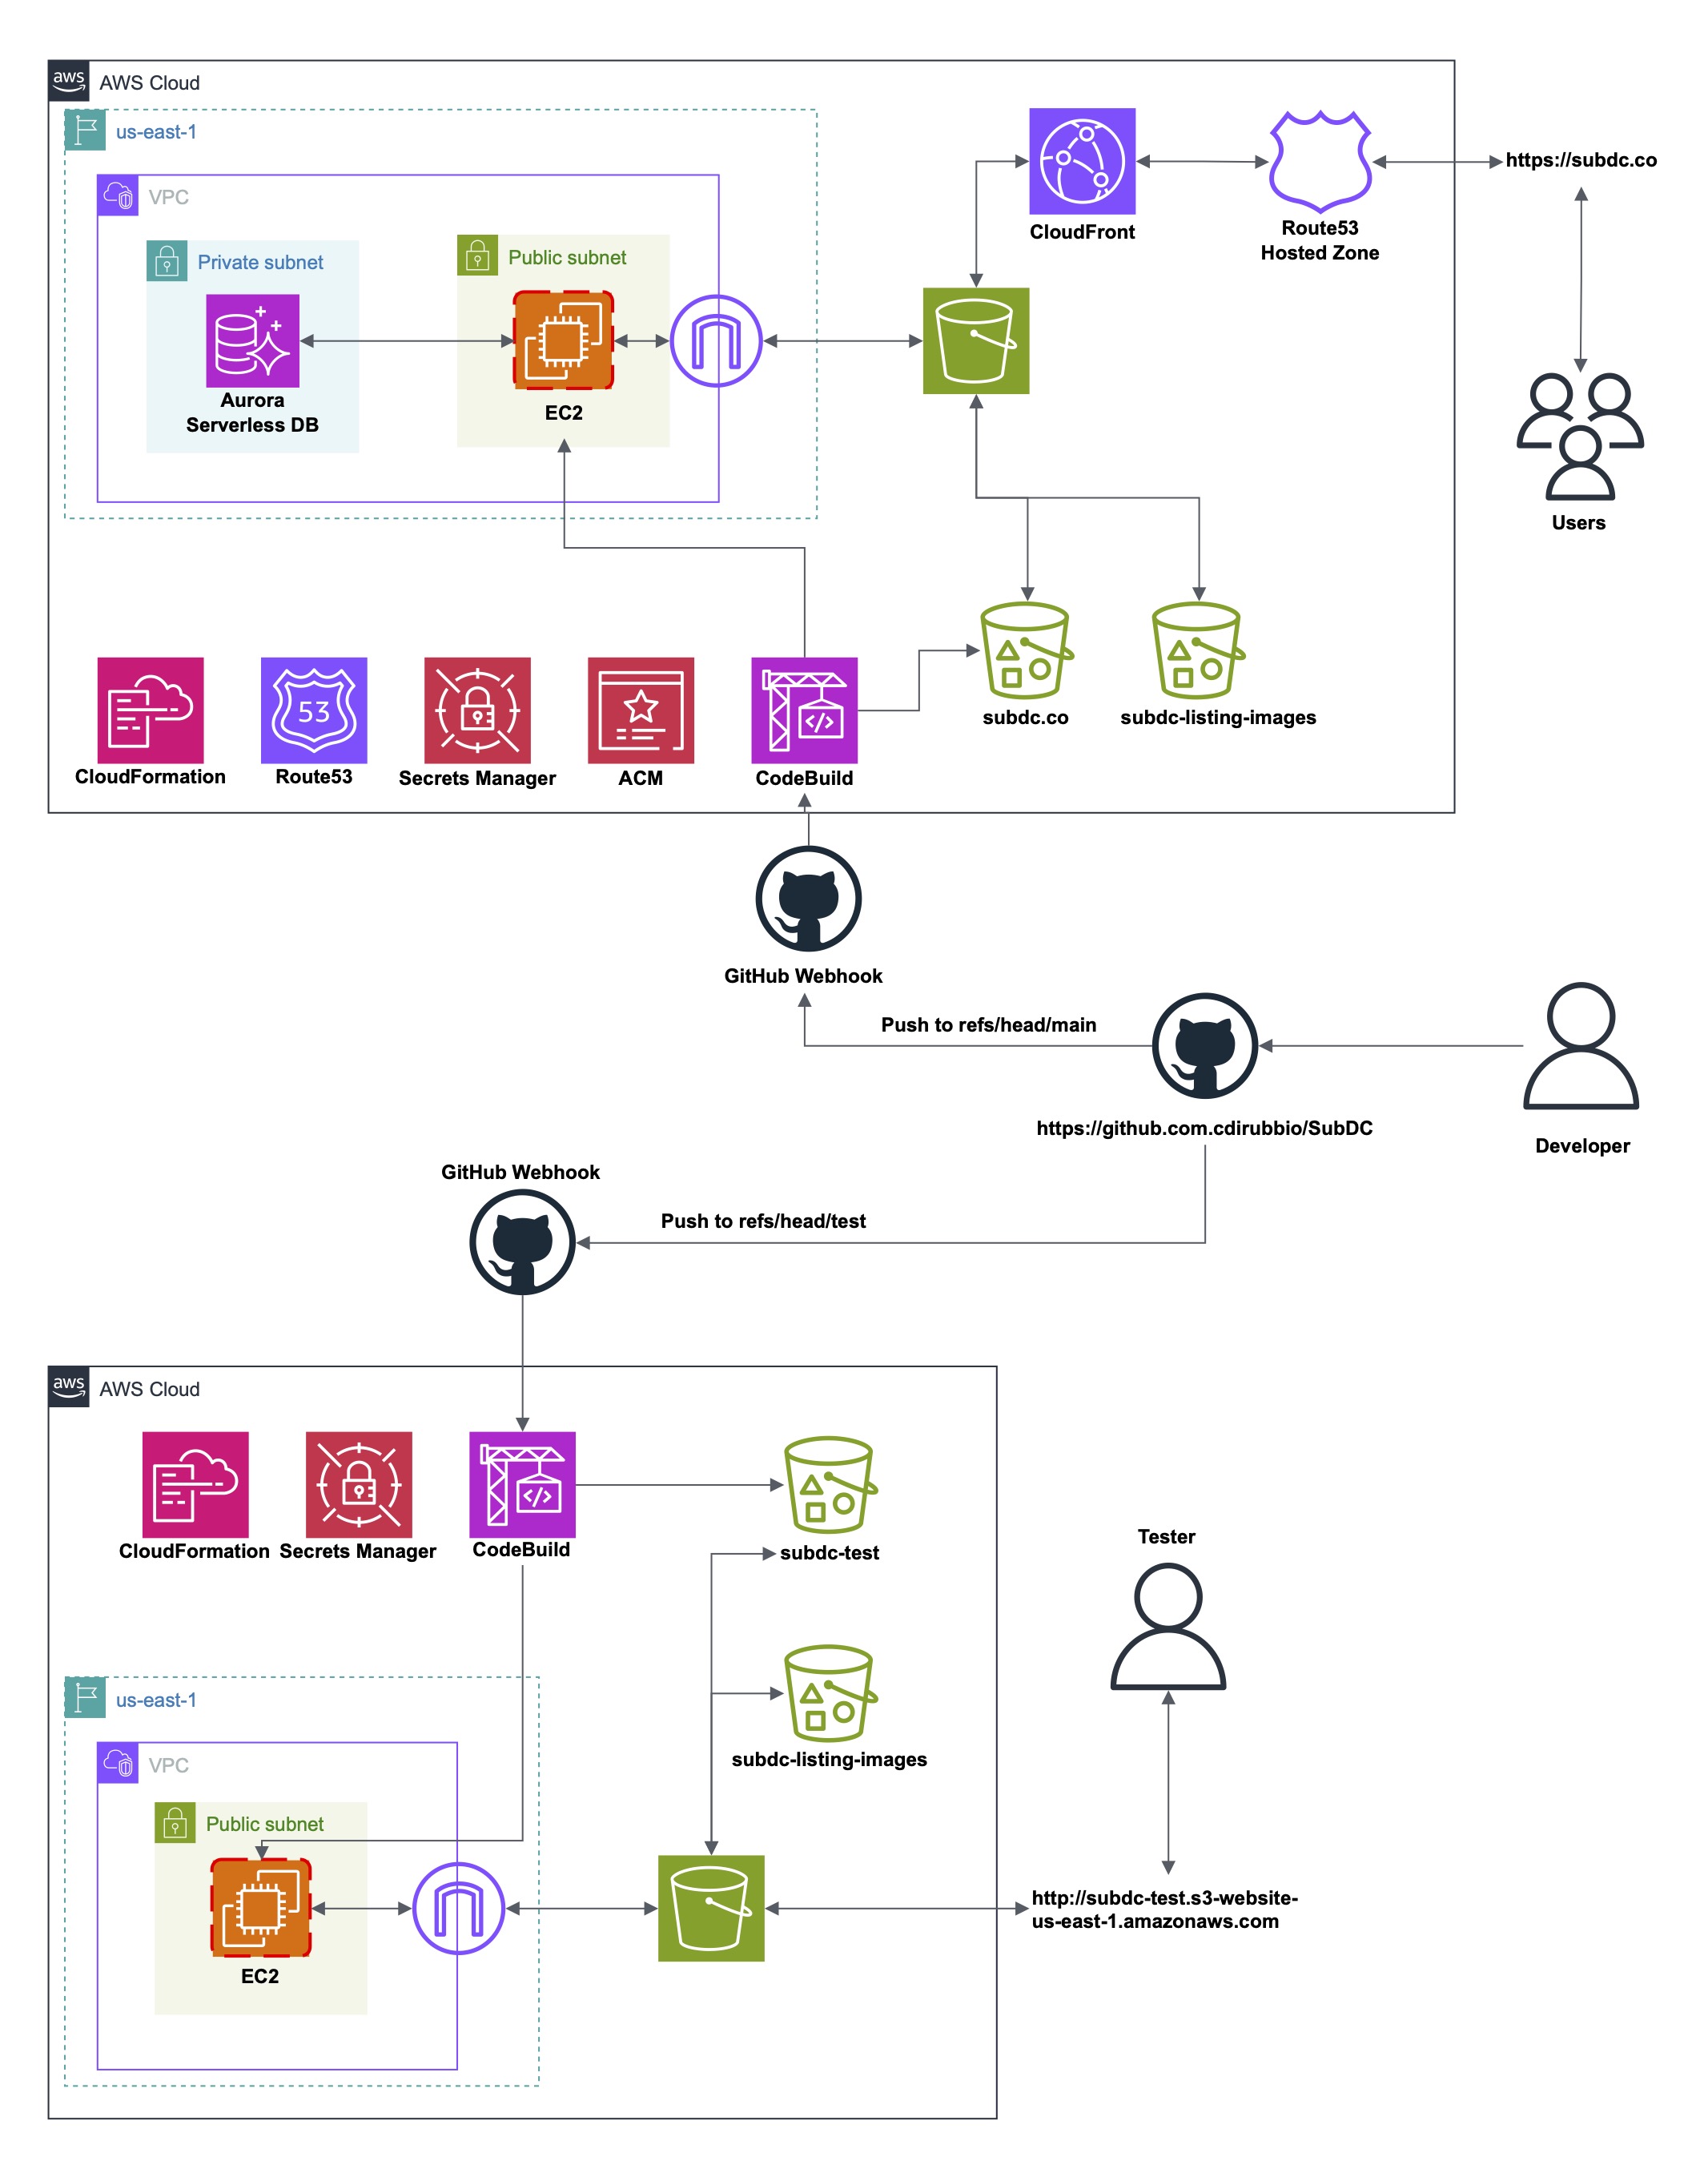 aws
AWS Cloud
us-east-1
VPC
Private subnet
Public subnet
Aurora
Serverless DB
EC2
CloudFront
Route53
Hosted Zone
https://subdc.co
Users
subdc.co
subdc-listing-images
CloudFormation
53
Route53
Secrets Manager
ACM
</>
CodeBuild
GitHub Webhook
Push to refs/head/main
https://github.com.cdirubbio/SubDC
Developer
GitHub Webhook
Push to refs/head/test
aws
AWS Cloud
CloudFormation
Secrets Manager
</>
CodeBuild
subdc-test
Tester
subdc-listing-images
us-east-1
VPC
Public subnet
EC2
http://subdc-test.s3-website-
us-east-1.amazonaws.com